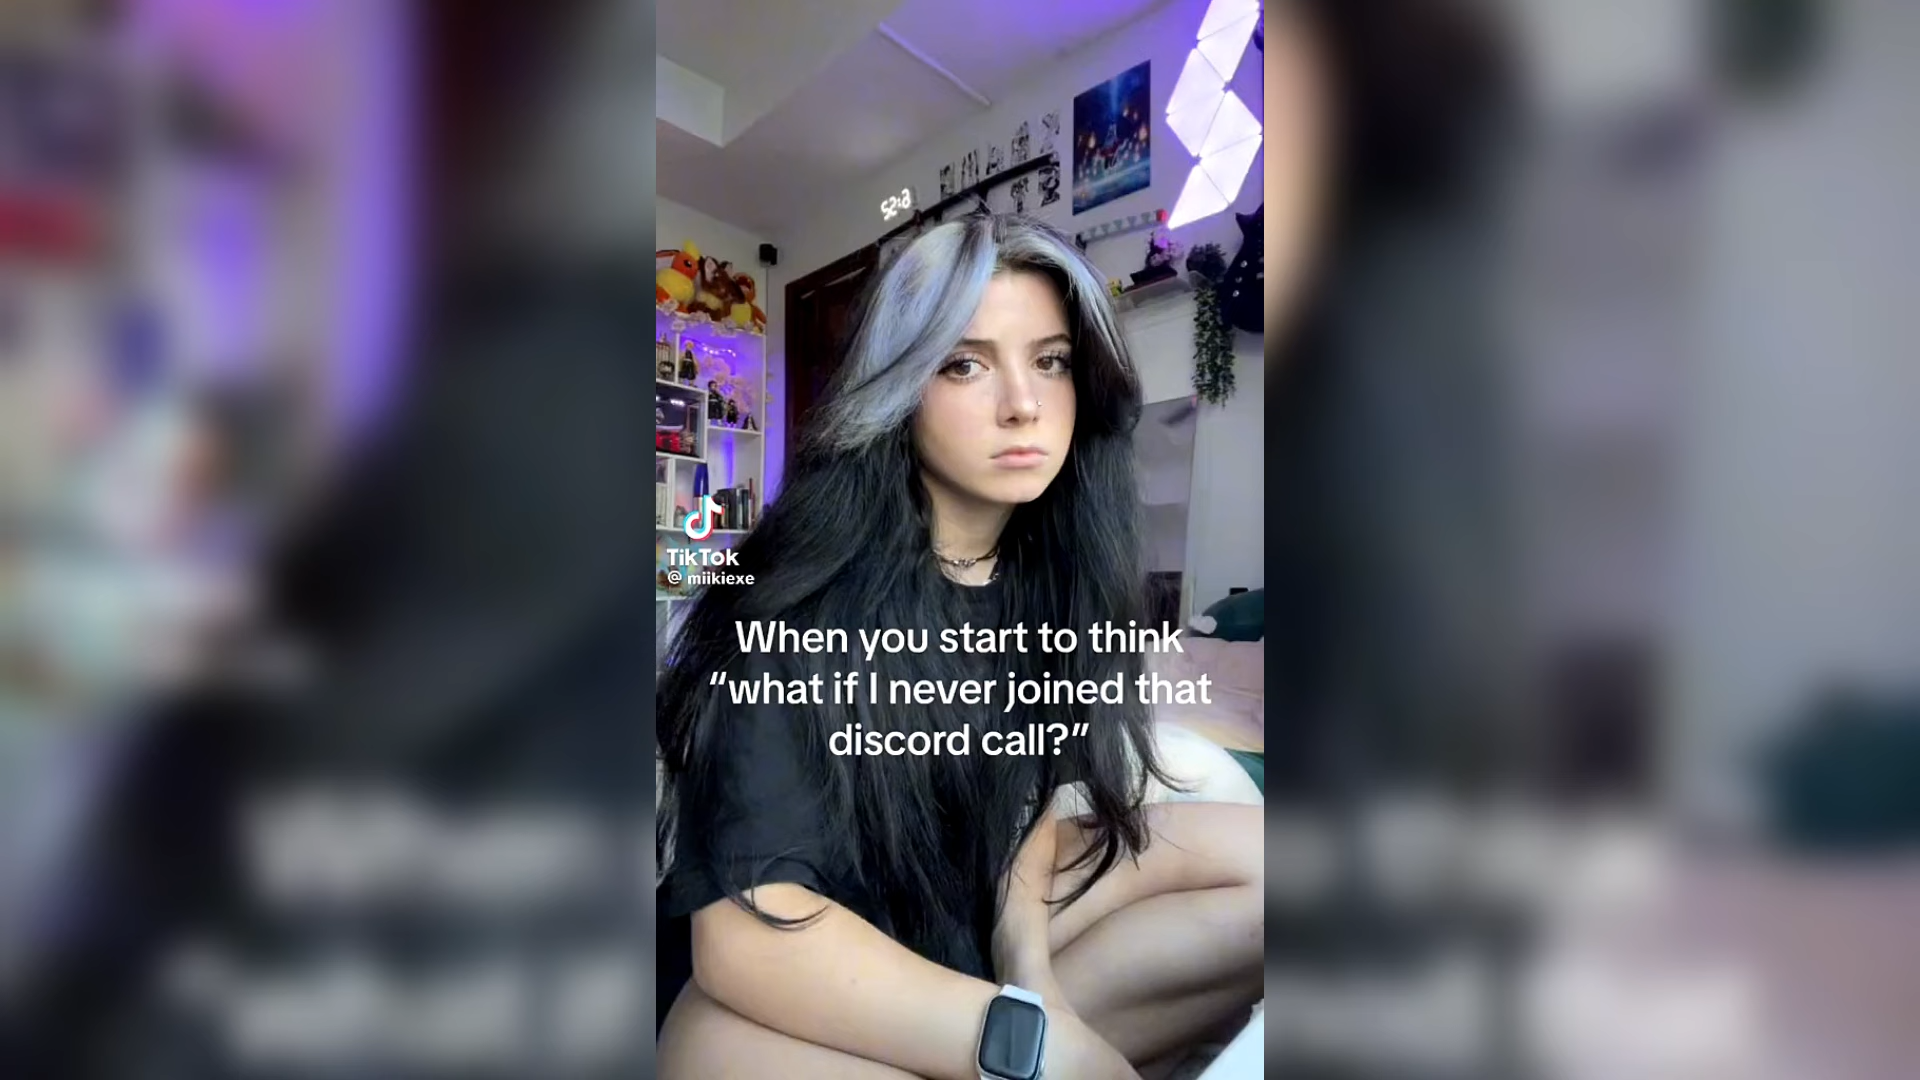 TikTok
@ miikiexe
When you start to think
“what if I never joined that
discord call?”